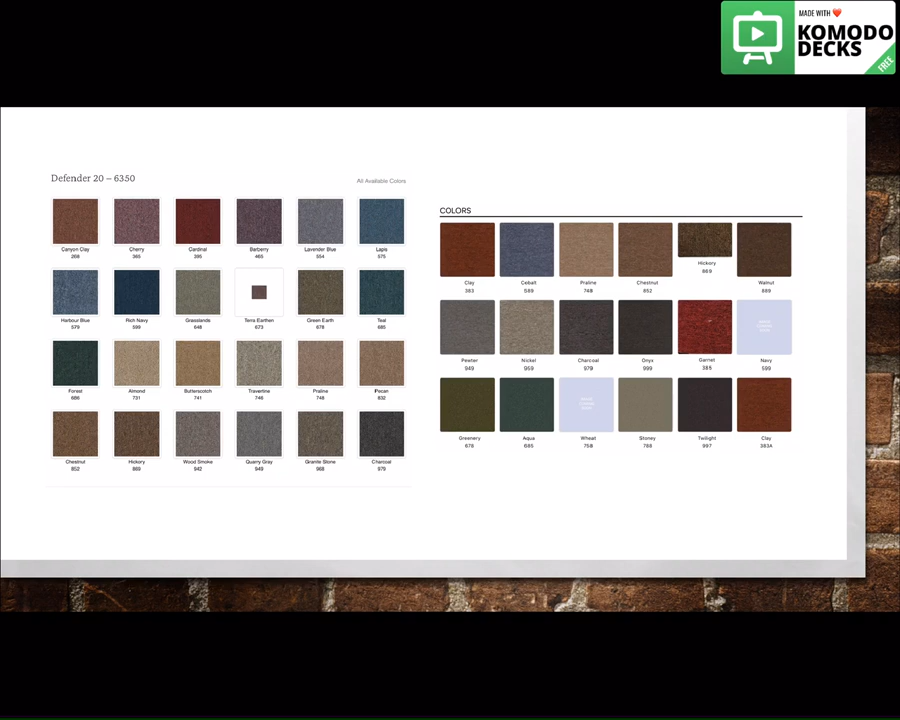 MADE WITH
KOMODO
DECKS
FREE
Defender 20 – 6350
All Available Colors
Canyon Clay Cherry Cardinal Barberry Lavender Blue Lapis
268 365 395 465 554 575
Harbour Blue Rich Navy Grasslands Terra Earthen Green Earth Teal
579 599 648 673 678 685
Forest Almond Butterscotch Travertine Praline Pecan
686 731 741 746 748 832
Chestnut Hickory Wood Smoke Quarry Gray Granite Stone Charcoal
852 869 942 949 968 979
COLORS
Clay Cobalt Praline Chestnut Hickory Walnut
383 589 748 852 869 889
Pewter Nickel Charcoal Onyx Garnet Navy
949 959 979 999 385 599
Greenery Aqua Wheat Stoney Twilight Clay
678 685 758 788 997 383A